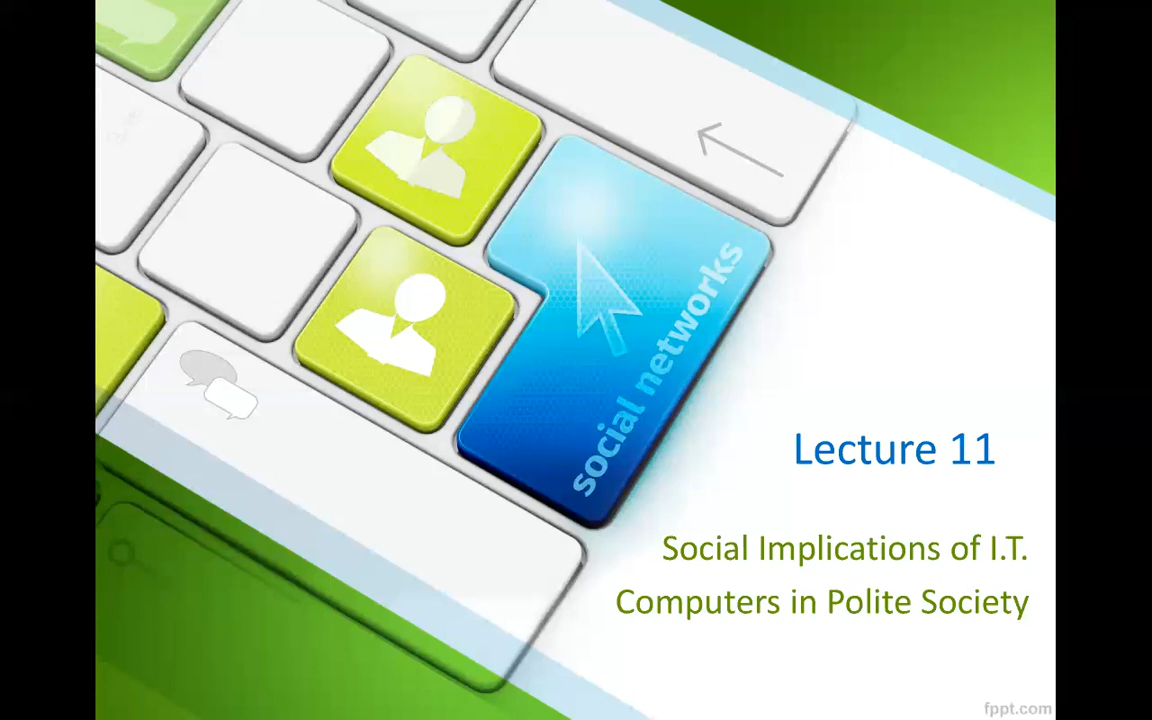 social networks
Lecture 11
Social Implications of I.T.
Computers in Polite Society
fppt.com